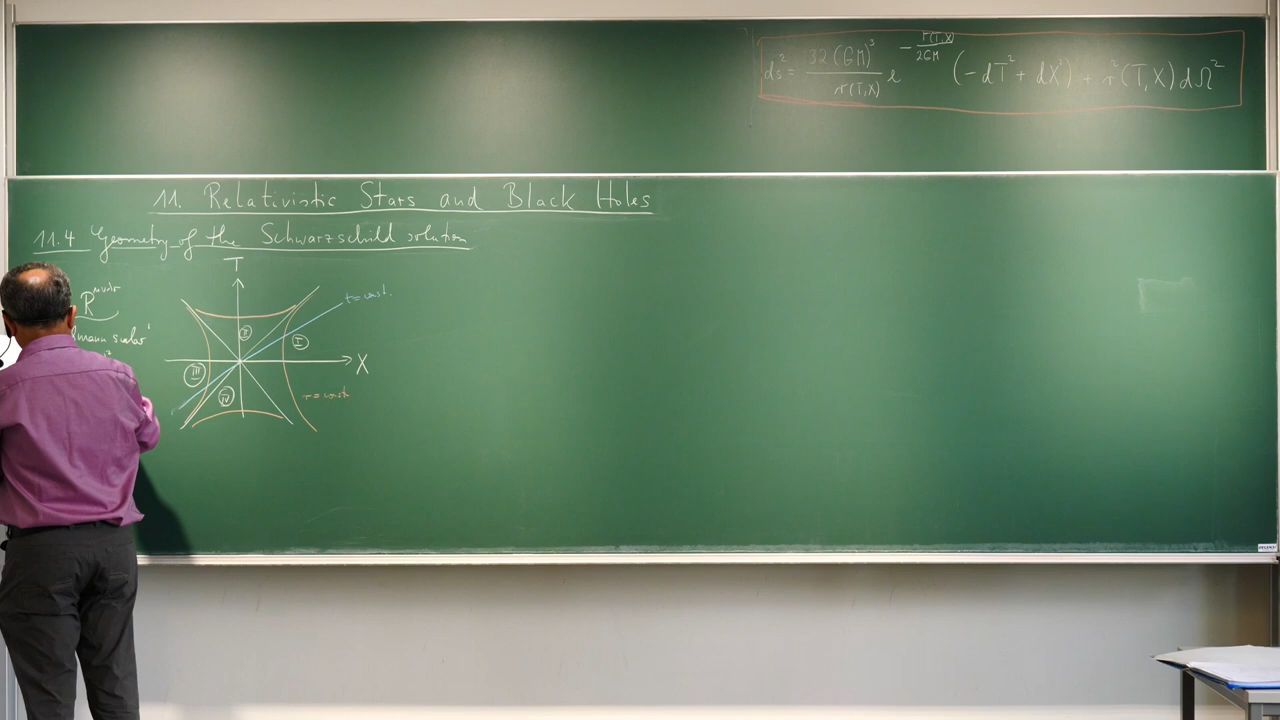 ds² = 32(GM)³/r(T,X) e^(-r(T,X)/2GM) (-dT² + dX²) + r²(T,X) dΩ²
11. Relativistic Stars and Black Holes
11.4 Geometry of the Schwarzschild solution
T
t=const.
II
I
X
III
IV
r=const.